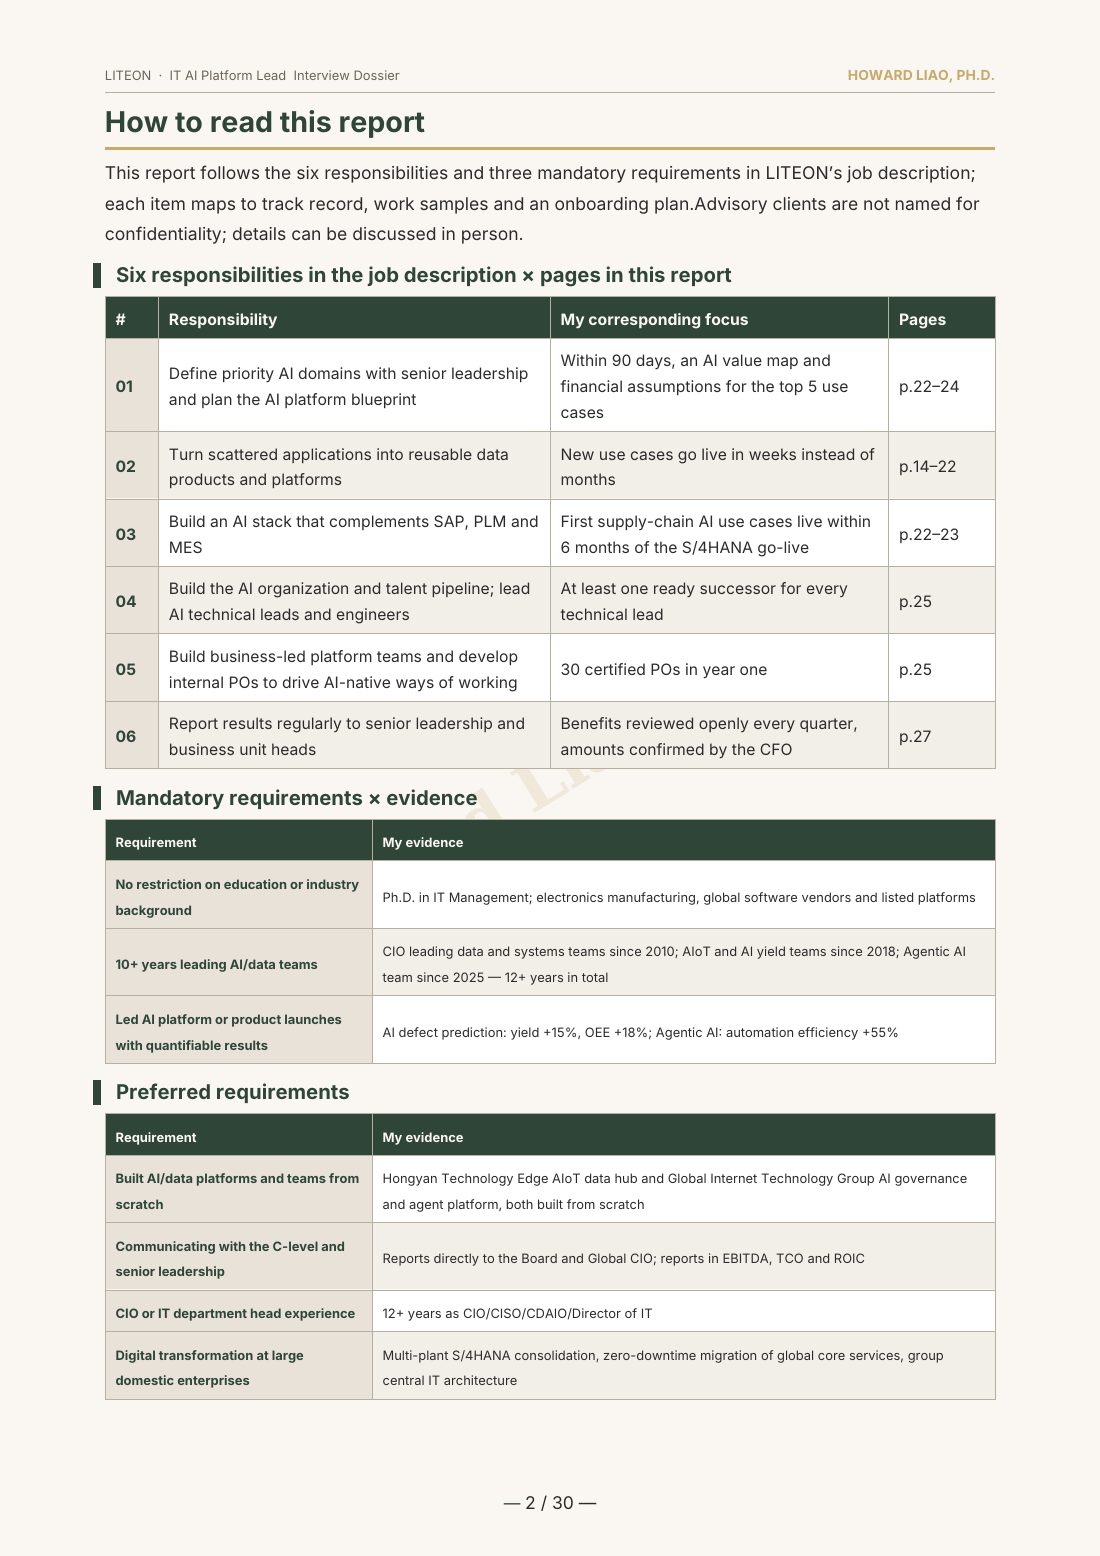 LITEON · IT AI Platform Lead Interview Dossier
HOWARD LIAO, PH.D.
How to read this report
This report follows the six responsibilities and three mandatory requirements in LITEON's job description;
each item maps to track record, work samples and an onboarding plan.Advisory clients are not named for
confidentiality; details can be discussed in person.
Six responsibilities in the job description × pages in this report
# Responsibility My corresponding focus Pages
01
Define priority AI domains with senior leadership
and plan the AI platform blueprint
Within 90 days, an AI value map and
financial assumptions for the top 5 use
cases
p.22–24
02
Turn scattered applications into reusable data
products and platforms
New use cases go live in weeks instead of
months
p.14–22
03
Build an AI stack that complements SAP, PLM and
MES
First supply-chain AI use cases live within
6 months of the S/4HANA go-live
p.22–23
04
Build the AI organization and talent pipeline; lead
AI technical leads and engineers
At least one ready successor for every
technical lead
p.25
05
Build business-led platform teams and develop
internal POs to drive AI-native ways of working
30 certified POs in year one
p.25
06
Report results regularly to senior leadership and
business unit heads
Benefits reviewed openly every quarter,
amounts confirmed by the CFO
p.27
Mandatory requirements × evidence
Requirement My evidence
No restriction on education or industry
background
Ph.D. in IT Management; electronics manufacturing, global software vendors and listed platforms
10+ years leading AI/data teams
CIO leading data and systems teams since 2010; AIoT and AI yield teams since 2018; Agentic AI
team since 2025 — 12+ years in total
Led AI platform or product launches
with quantifiable results
AI defect prediction: yield +15%, OEE +18%; Agentic AI: automation efficiency +55%
Preferred requirements
Requirement My evidence
Built AI/data platforms and teams from
scratch
Hongyan Technology Edge AIoT data hub and Global Internet Technology Group AI governance
and agent platform, both built from scratch
Communicating with the C-level and
senior leadership
Reports directly to the Board and Global CIO; reports in EBITDA, TCO and ROIC
CIO or IT department head experience
12+ years as CIO/CISO/CDAIO/Director of IT
Digital transformation at large
domestic enterprises
Multi-plant S/4HANA consolidation, zero-downtime migration of global core services, group
central IT architecture
— 2 / 30 —